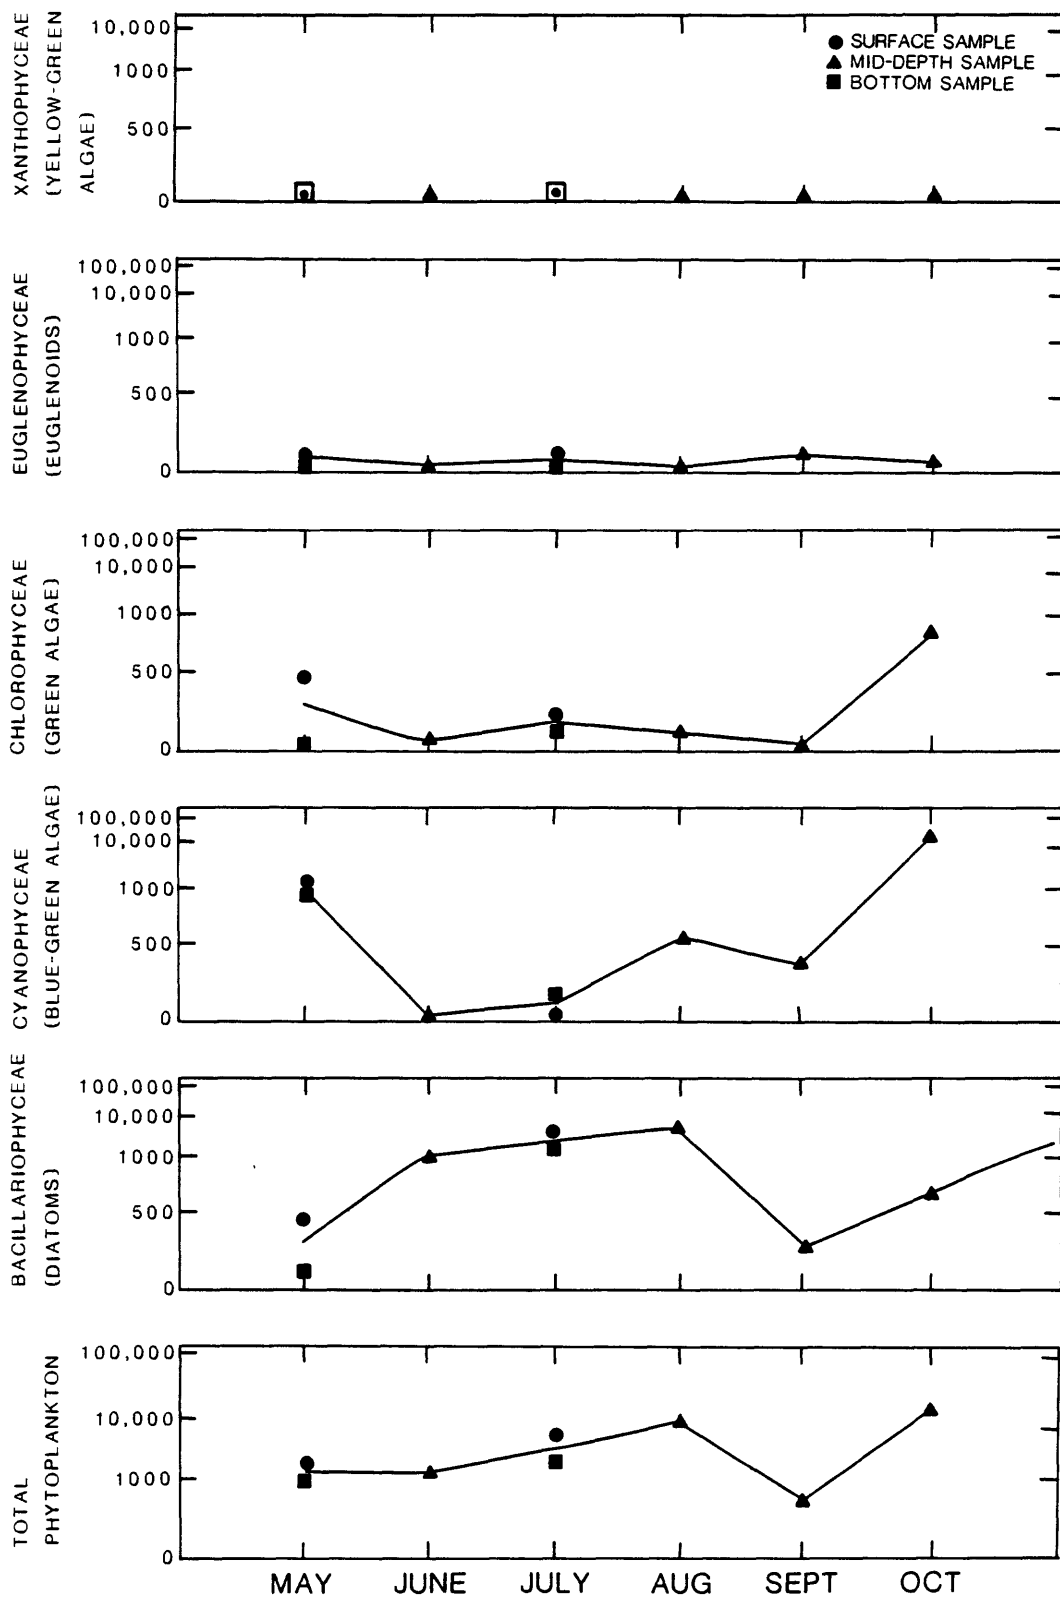 XANTHOPHYCEAE
(YELLOW-GREEN
ALGAE)
10,000
1000
500
0
SURFACE SAMPLE
MID-DEPTH SAMPLE
BOTTOM SAMPLE
EUGLENOPHYCEAE
(EUGLENOIDS)
100,000
10,000
1000
500
0
CHLOROPHYCEAE
(GREEN ALGAE)
100,000
10,000
1000
500
0
CYANOPHYCEAE
(BLUE-GREEN ALGAE)
100,000
10,000
1000
500
0
BACILLARIOPHYCEAE
(DIATOMS)
100,000
10,000
1000
500
0
TOTAL
PHYTOPLANKTON
100,000
10,000
1000
0
MAY JUNE JULY AUG SEPT OCT